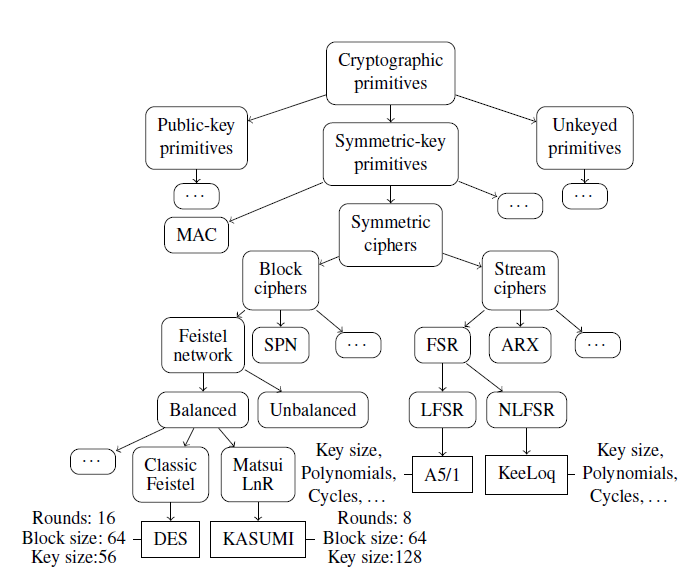 Cryptographic
primitives
Public-key
primitives
Symmetric-key
primitives
Unkeyed
primitives
...
...
...
MAC
Symmetric
ciphers
Block
ciphers
Stream
ciphers
Feistel
network
SPN
...
FSR
ARX
...
Balanced
Unbalanced
LFSR
NLFSR
...
Classic
Feistel
Matsui
LnR
Key size,
Polynomials,
Cycles, ...
A5/1
KeeLoq
Key size,
Polynomials,
Cycles, ...
Rounds: 16
Block size: 64
Key size:56
DES
KASUMI
Rounds: 8
Block size: 64
Key size:128